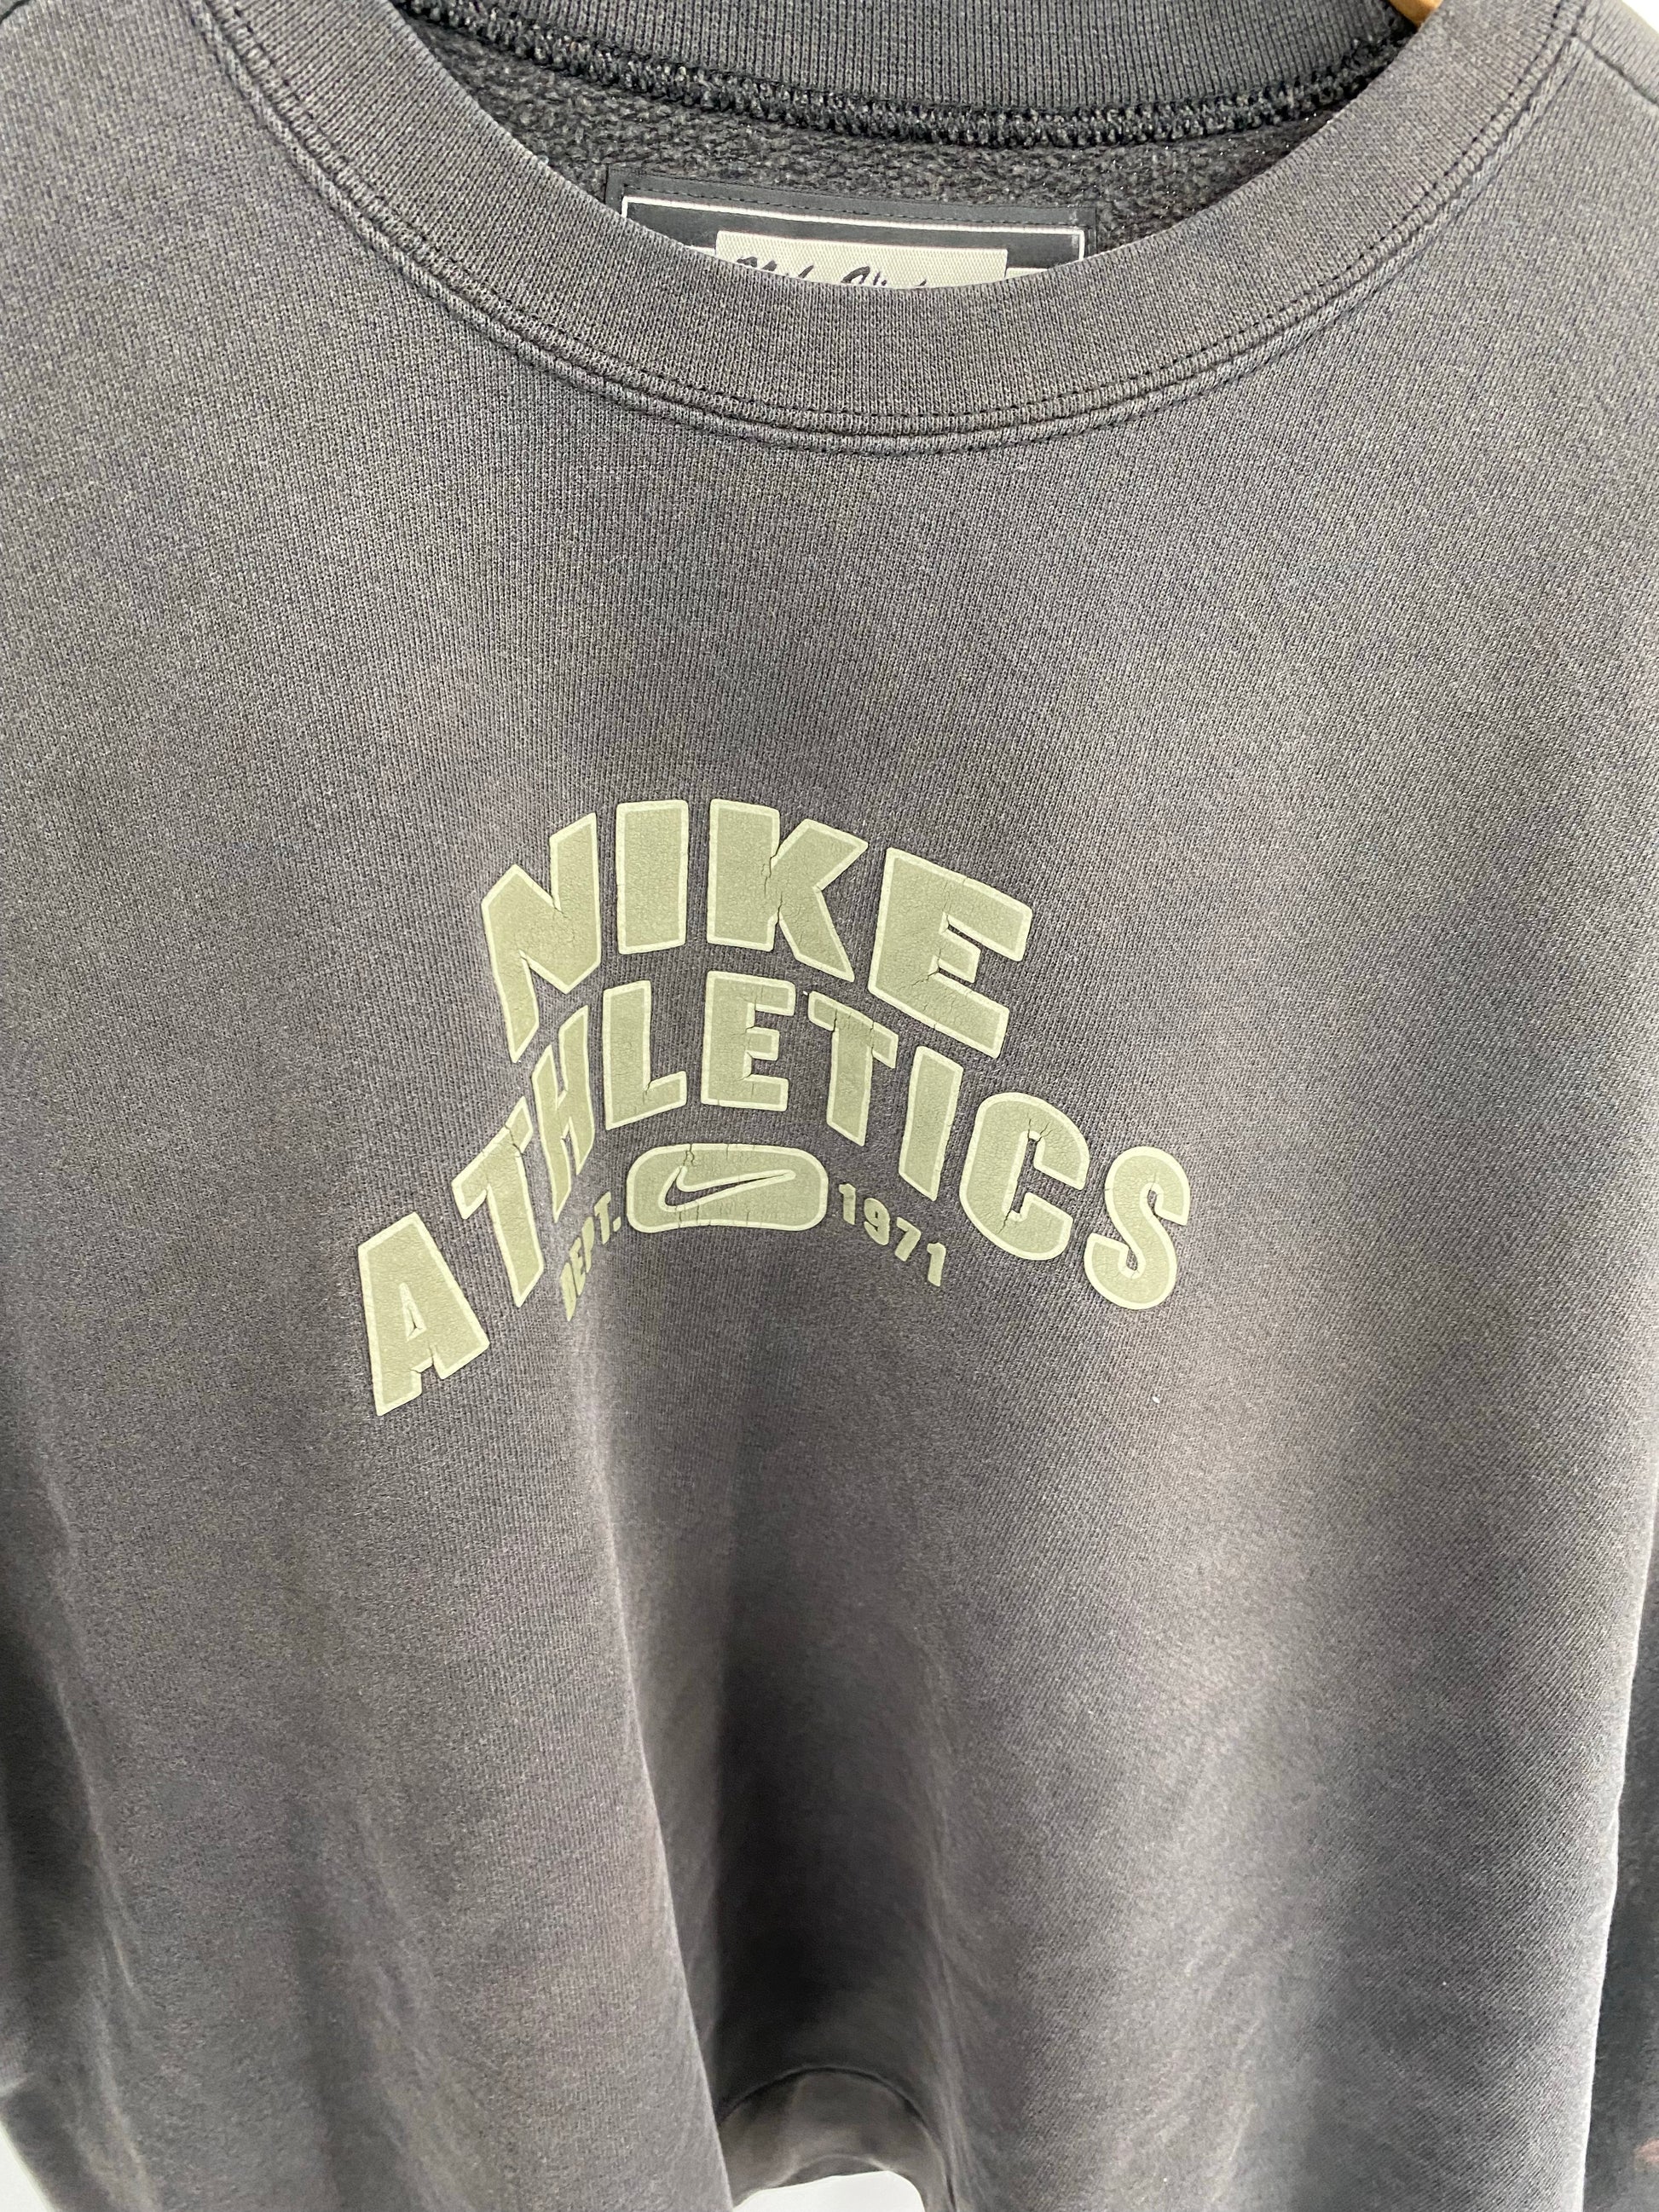 NIKE
ATHLETICS
DEPT. 1971